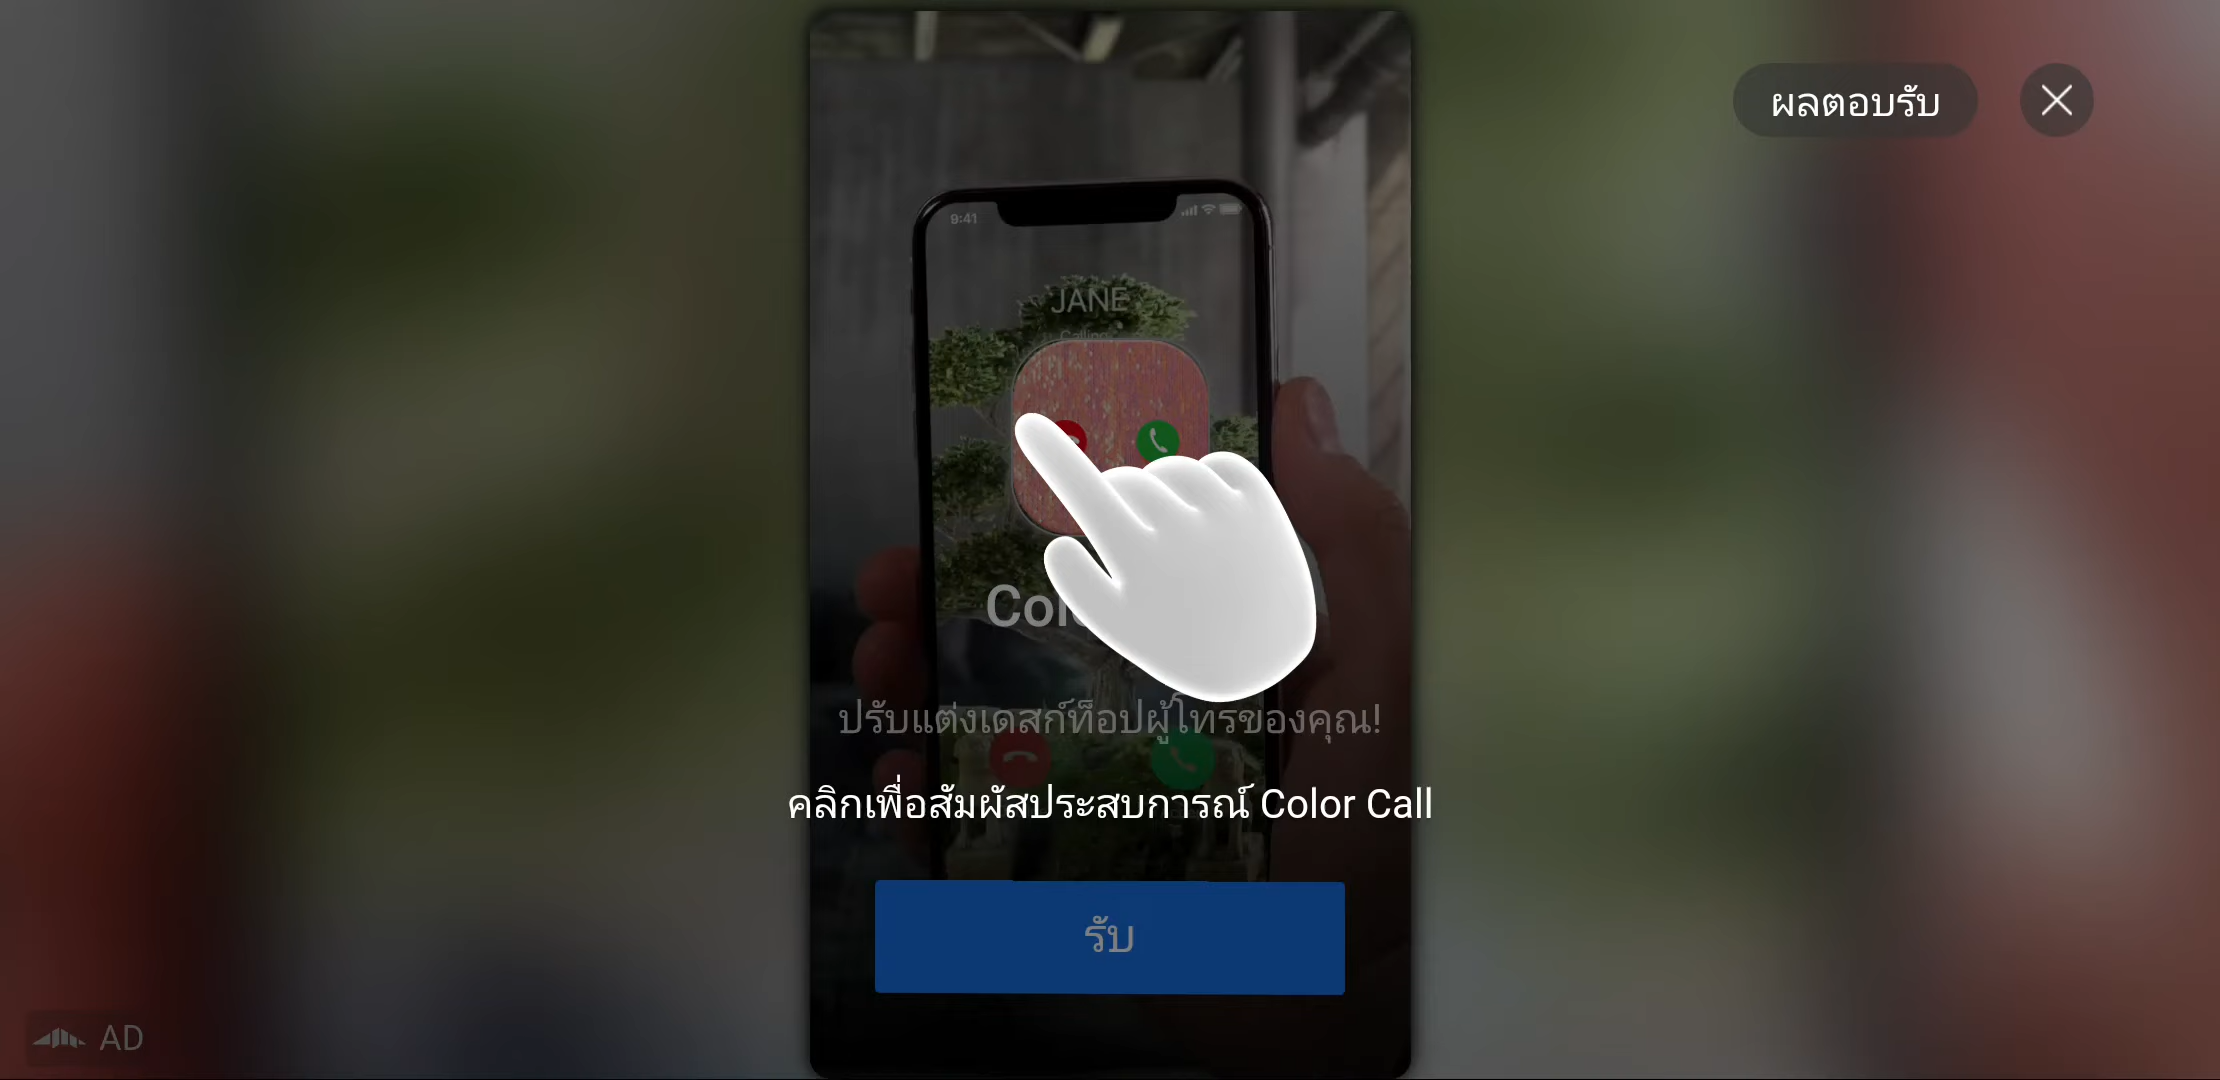 ผลตอบรับ
9:41
JANE
Calling
ปรับแต่งเดสก์ท็อปผู้โทรของคุณ!
คลิกเพื่อสัมผัสประสบการณ์ Color Call
รับ
AD